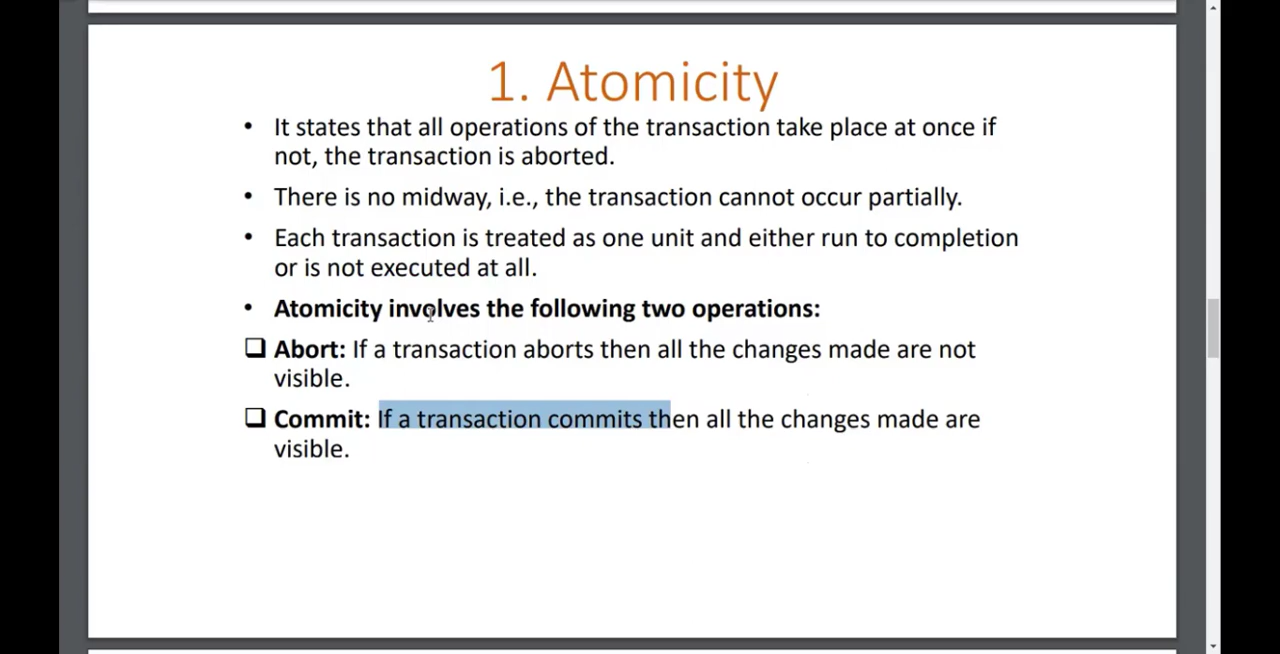 1. Atomicity
• It states that all operations of the transaction take place at once if
not, the transaction is aborted.
• There is no midway, i.e., the transaction cannot occur partially.
• Each transaction is treated as one unit and either run to completion
or is not executed at all.
• Atomicity involves the following two operations:
❑ Abort: If a transaction aborts then all the changes made are not
visible.
❑ Commit: If a transaction commits then all the changes made are
visible.